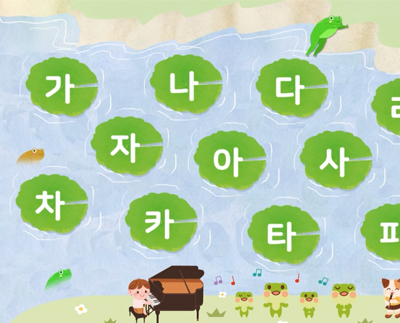 가 나 다
자 아 사
차 카 타